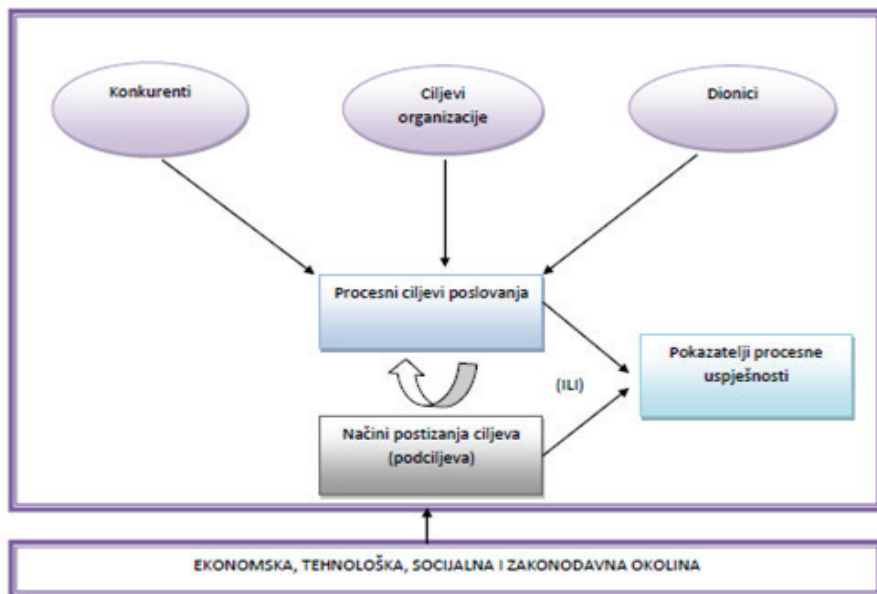 Konkurenti
Ciljevi
organizacije
Dionici
Procesni ciljevi poslovanja
Pokazatelji procesne
uspješnosti
(ILI)
Načini postizanja ciljeva
(podciljeva)
EKONOMSKA, TEHNOLOŠKA, SOCIJALNA I ZAKONODAVNA OKOLINA